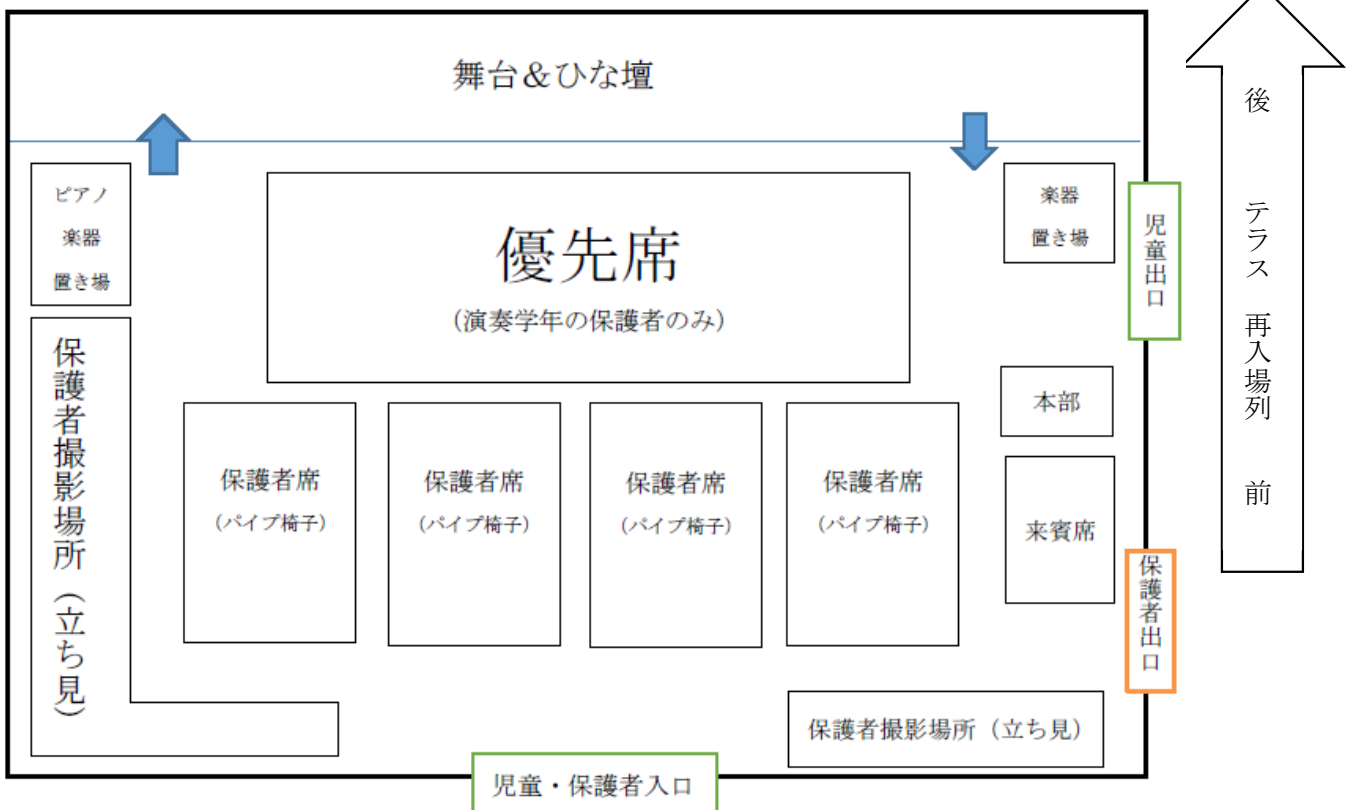 舞台&ひな壇
ピアノ
楽器
置き場
優先席
(演奏学年の保護者のみ)
楽器
置き場
児童出口
後 テラス 再入場列 前
保護者撮影場所(立ち見)
本部
保護者席
(パイプ椅子)
保護者席
(パイプ椅子)
保護者席
(パイプ椅子)
保護者席
(パイプ椅子)
来賓席
保護者出口
保護者撮影場所(立ち見)
児童・保護者入口